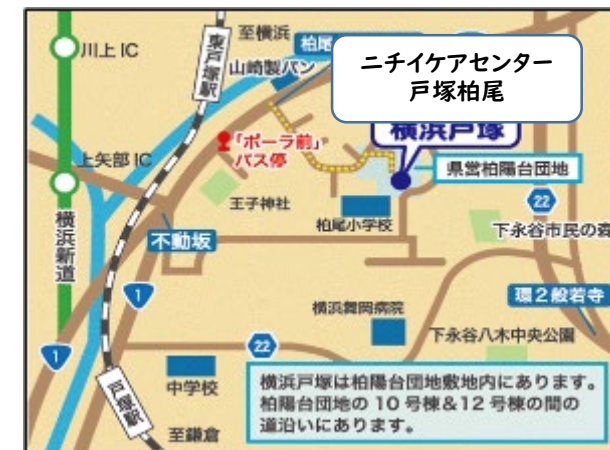 川上IC
至横浜
東戸塚駅
柏尾
山崎製パン
ニチイケアセンター
戸塚柏尾
横浜戸塚
「ポーラ前」
バス停
県営柏陽台団地
上矢部IC
王子神社
柏尾小学校
22
下永谷市民の森
横浜新道
不動坂
1
環2般若寺
横浜舞岡病院
1
22
下永谷八木中央公園
中学校
戸塚駅
至鎌倉
横浜戸塚は柏陽台団地敷地内にあります。
柏陽台団地の10号棟&12号棟の間の
道沿いにあります。